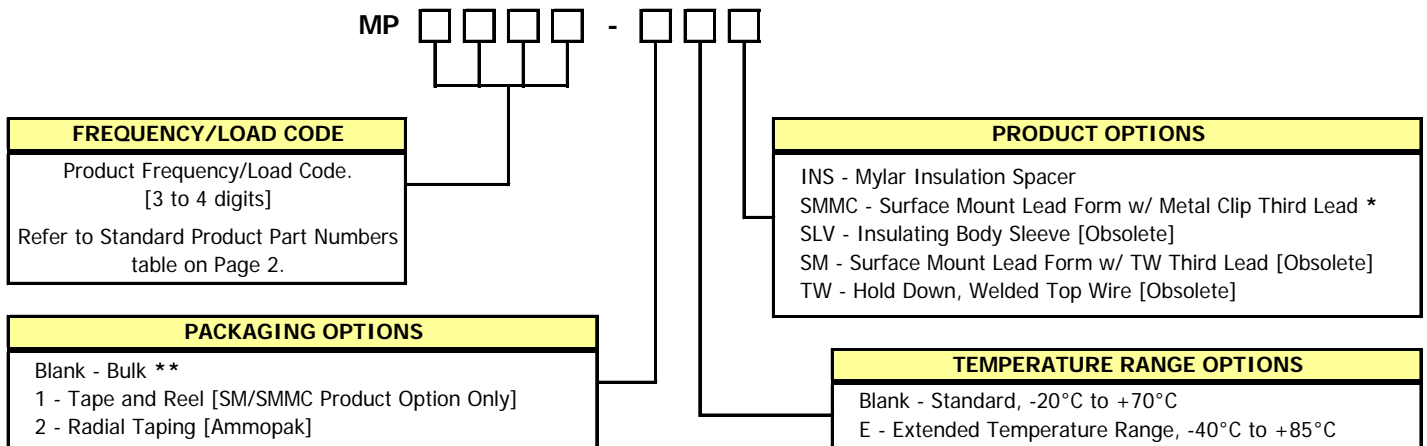 MP -
FREQUENCY/LOAD CODE
Product Frequency/Load Code.
[3 to 4 digits]
Refer to Standard Product Part Numbers
table on Page 2.
PRODUCT OPTIONS
INS - Mylar Insulation Spacer
SMMC - Surface Mount Lead Form w/ Metal Clip Third Lead *
SLV - Insulating Body Sleeve [Obsolete]
SM - Surface Mount Lead Form w/ TW Third Lead [Obsolete]
TW - Hold Down, Welded Top Wire [Obsolete]
PACKAGING OPTIONS
Blank - Bulk **
1 - Tape and Reel [SM/SMMC Product Option Only]
2 - Radial Taping [Ammopak]
TEMPERATURE RANGE OPTIONS
Blank - Standard, -20°C to +70°C
E - Extended Temperature Range, -40°C to +85°C